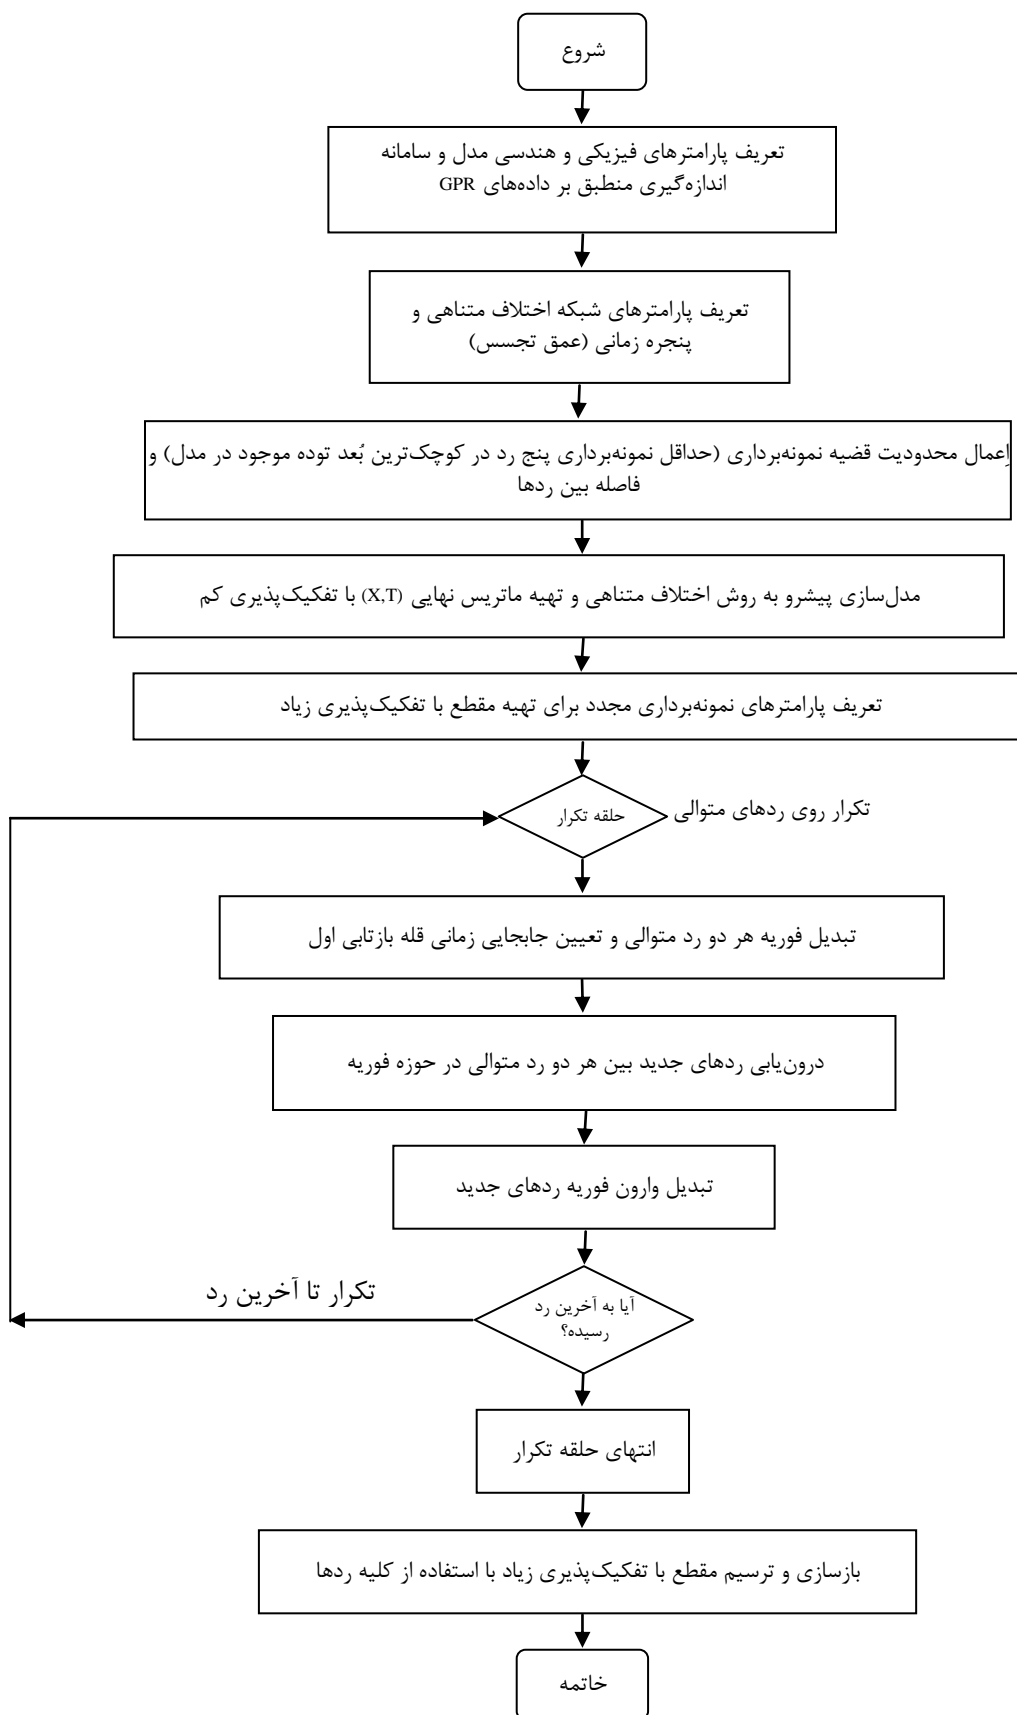 شروع
تعریف پارامترهای فیزیکی و هندسی مدل و سامانه
اندازه‌گیری منطبق بر داده‌های GPR
تعریف پارامترهای شبکه اختلاف متناهی و
پنجره زمانی (عمق تجسس)
اِعمال محدودیت قضیه نمونه‌برداری (حداقل نمونه‌برداری پنج رد در کوچک‌ترین بُعد توده موجود در مدل) و
فاصله بین ردها
مدل‌سازی پیشرو به روش اختلاف متناهی و تهیه ماتریس نهایی (X,T) با تفکیک‌پذیری کم
تعریف پارامترهای نمونه‌برداری مجدد برای تهیه مقطع با تفکیک‌پذیری زیاد
تکرار روی ردهای متوالی
حلقه تکرار
تبدیل فوریه هر دو رد متوالی و تعیین جابجایی زمانی قله بازتابی اول
درون‌یابی ردهای جدید بین هر دو رد متوالی در حوزه فوریه
تبدیل وارون فوریه ردهای جدید
آیا به آخرین رد
رسیده؟
تکرار تا آخرین رد
انتهای حلقه تکرار
بازسازی و ترسیم مقطع با تفکیک‌پذیری زیاد با استفاده از کلیه ردها
خاتمه